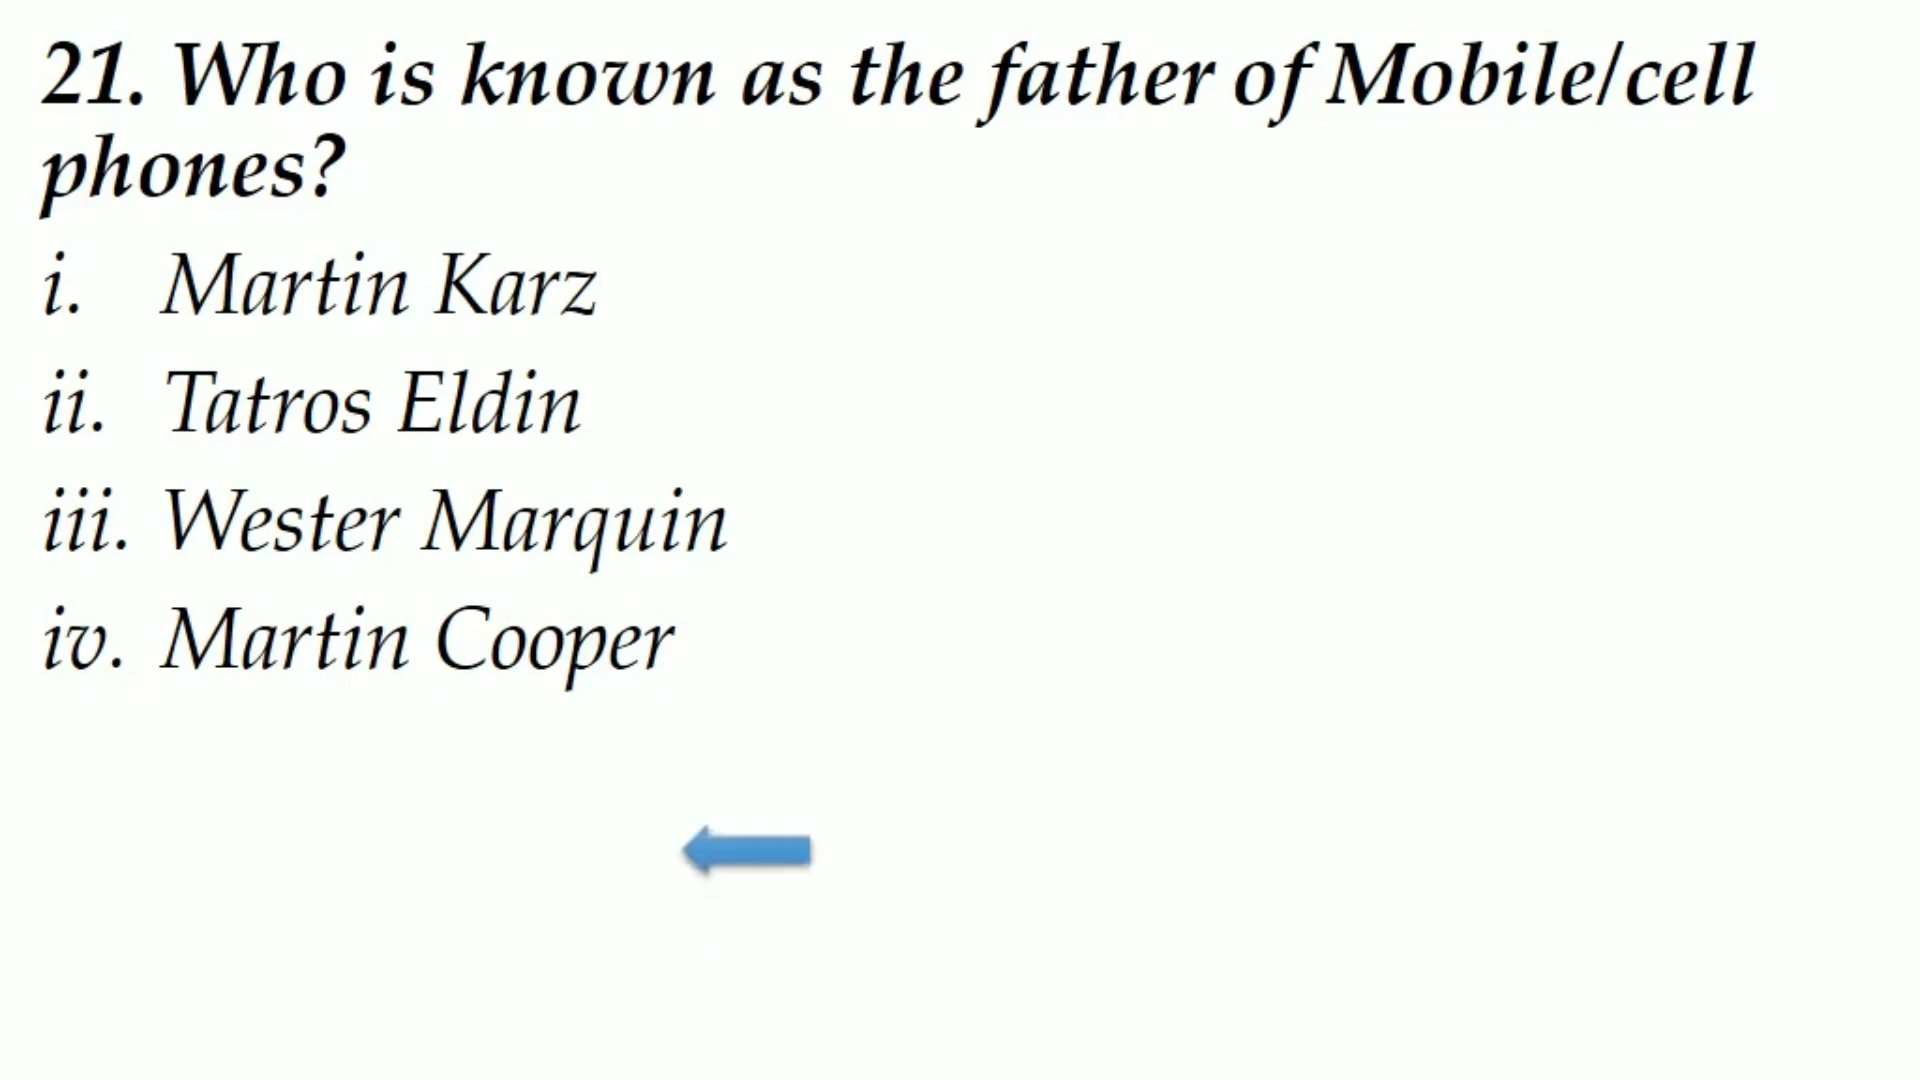 21. Who is known as the father of Mobile/cell
phones?
i. Martin Karz
ii. Tatros Eldin
iii. Wester Marquin
iv. Martin Cooper